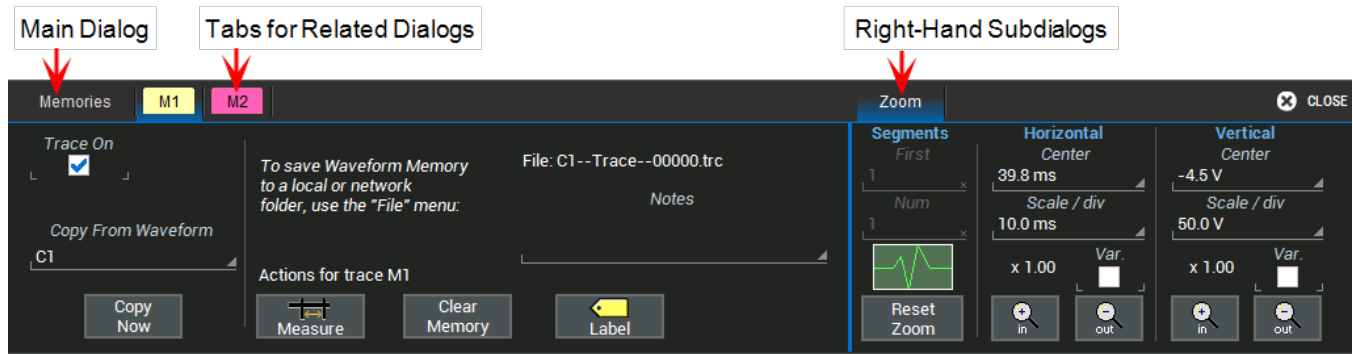 Main Dialog
Tabs for Related Dialogs
Right-Hand Subdialogs
Memories
M1
M2
Zoom
CLOSE
Trace On
Copy From Waveform
C1
Copy
Now
To save Waveform Memory
to a local or network
folder, use the "File" menu:
Actions for trace M1
Measure
Clear
Memory
File: C1--Trace--00000.trc
Notes
Label
Segments
First
1
Num
1
Reset
Zoom
Horizontal
Center
39.8 ms
Scale / div
10.0 ms
x 1.00
Var.
in
out
Vertical
Center
-4.5 V
Scale / div
50.0 V
x 1.00
Var.
in
out